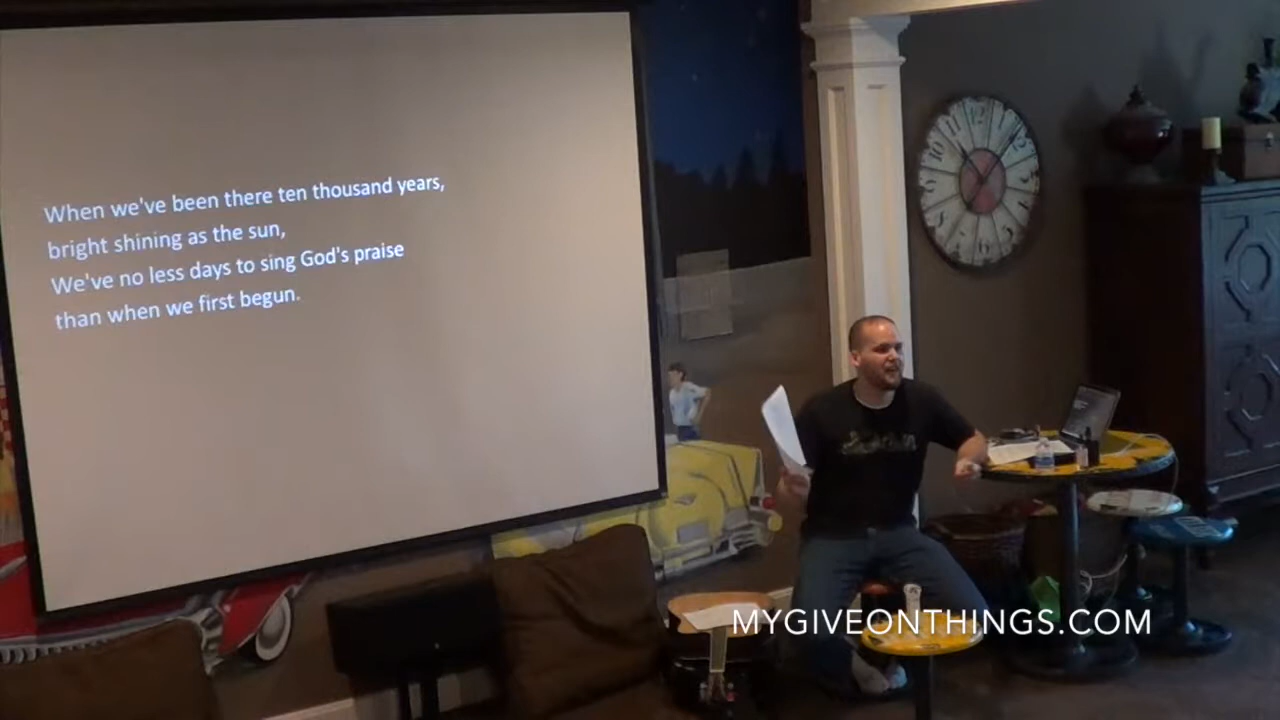 When we've been there ten thousand years,
bright shining as the sun,
We've no less days to sing God's praise
than when we first begun.
MYGIVEONTHINGS.COM